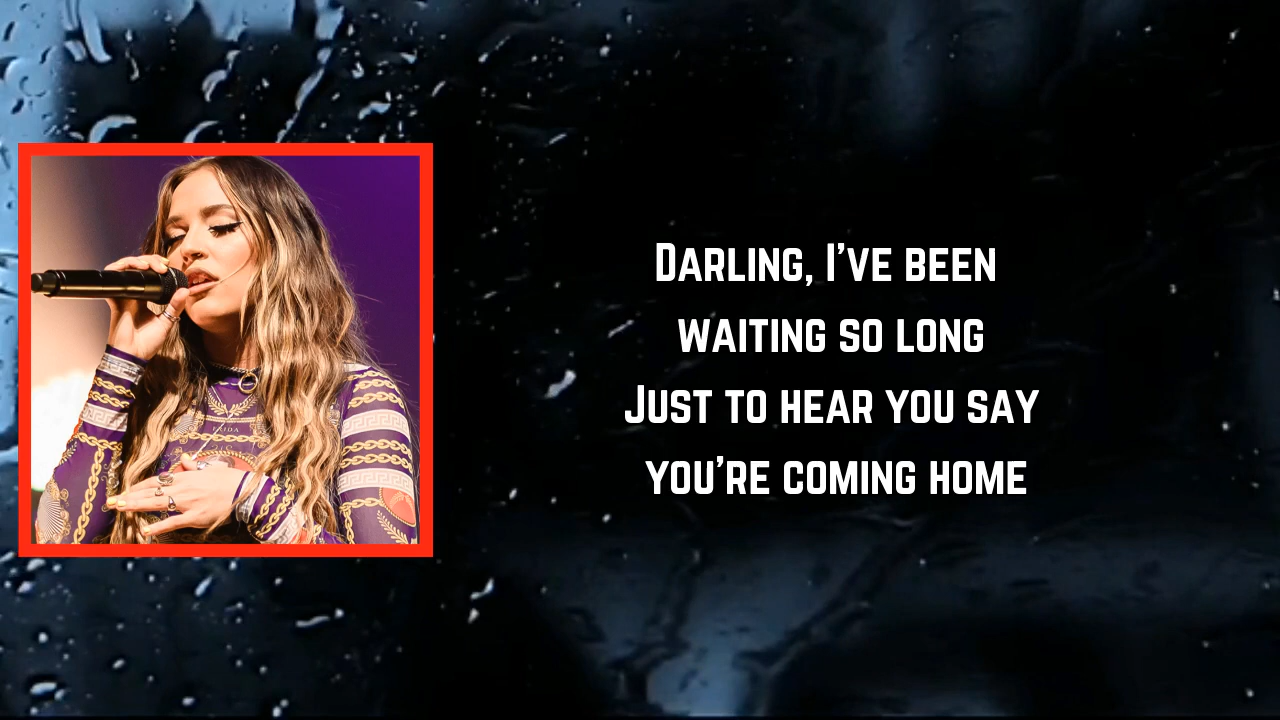 Darling, I've been
waiting so long
Just to hear you say
you're coming home